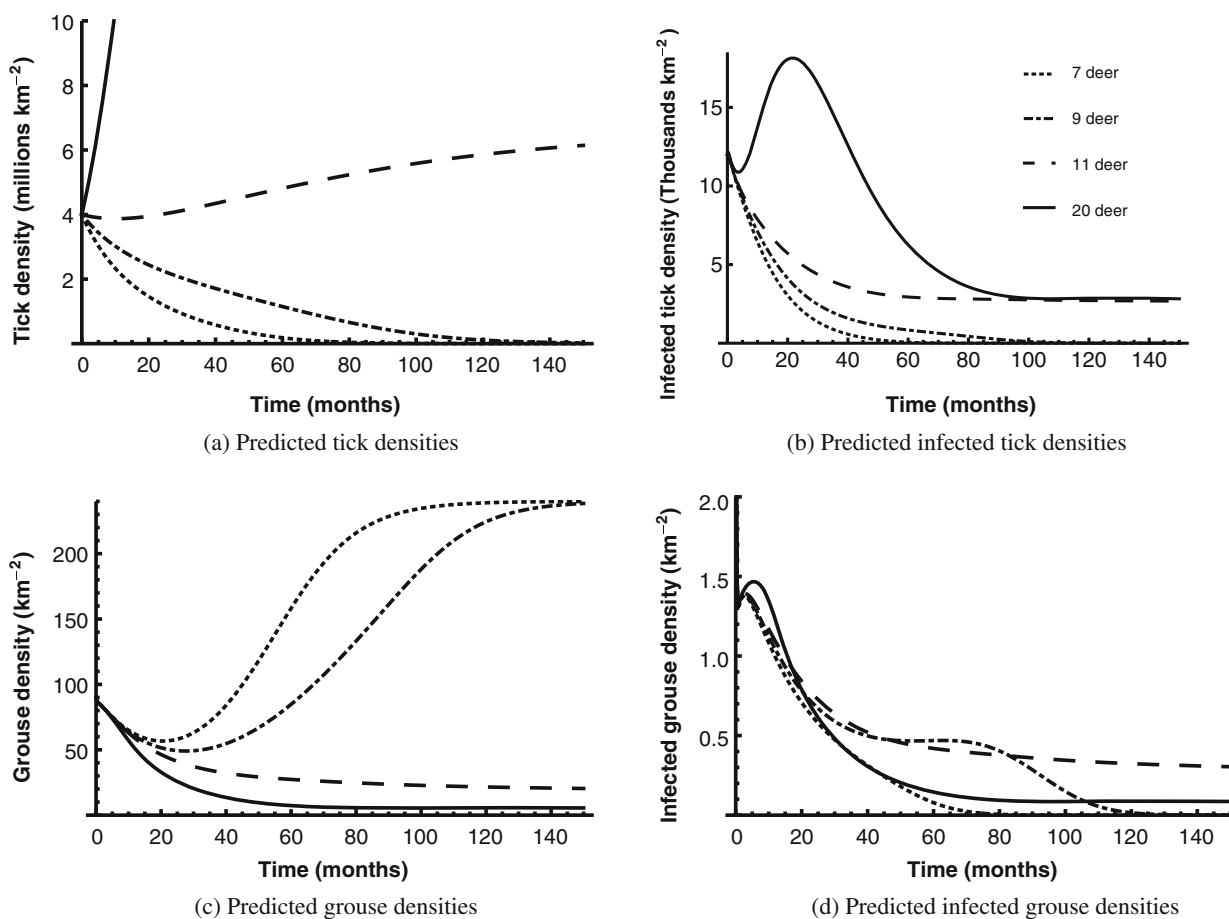 10
8
6
4
2
0 20 40 60 80 100 120 140
Tick density (millions km−2)
Time (months)
(a) Predicted tick densities
15
10
5
0 20 40 60 80 100 120 140
Infected tick density (Thousands km−2)
Time (months)
7 deer
9 deer
11 deer
20 deer
(b) Predicted infected tick densities
200
150
100
50
0 20 40 60 80 100 120 140
Grouse density (km−2)
Time (months)
(c) Predicted grouse densities
2.0
1.5
1.0
0.5
0 20 40 60 80 100 120 140
Infected grouse density (km−2)
Time (months)
(d) Predicted infected grouse densities